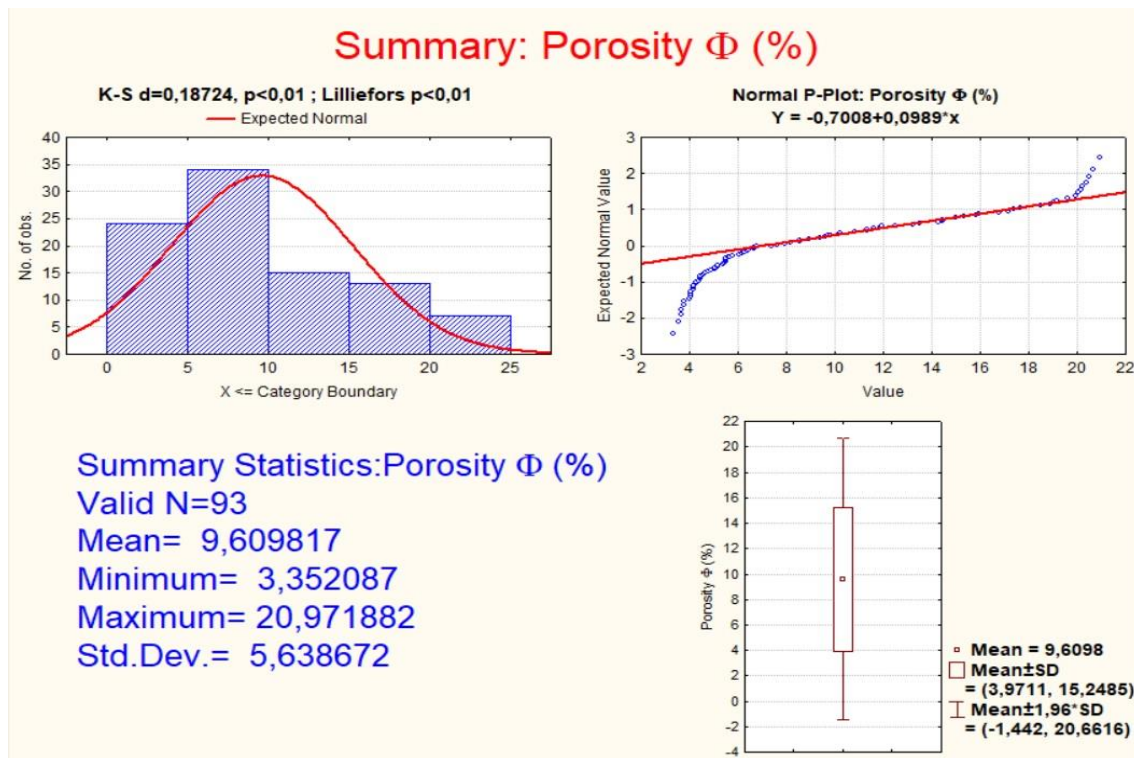 Summary: Porosity Φ (%)
K-S d=0,18724, p<0,01 ; Lilliefors p<0,01
Expected Normal
40
35
30
25
20
15
10
5
0
No. of obs.
0 5 10 15 20 25
X <= Category Boundary
Normal P-Plot: Porosity Φ (%)
Y = -0,7008+0,0989*x
3
2
1
0
-1
-2
-3
Expected Normal Value
2 4 6 8 10 12 14 16 18 20 22
Value
Summary Statistics:Porosity Φ (%)
Valid N=93
Mean= 9,609817
Minimum= 3,352087
Maximum= 20,971882
Std.Dev.= 5,638672
22
20
18
16
14
12
10
8
6
4
2
0
-2
-4
Porosity Φ (%)
Mean = 9,6098
Mean±SD
= (3,9711, 15,2485)
Mean±1,96*SD
= (-1,442, 20,6616)